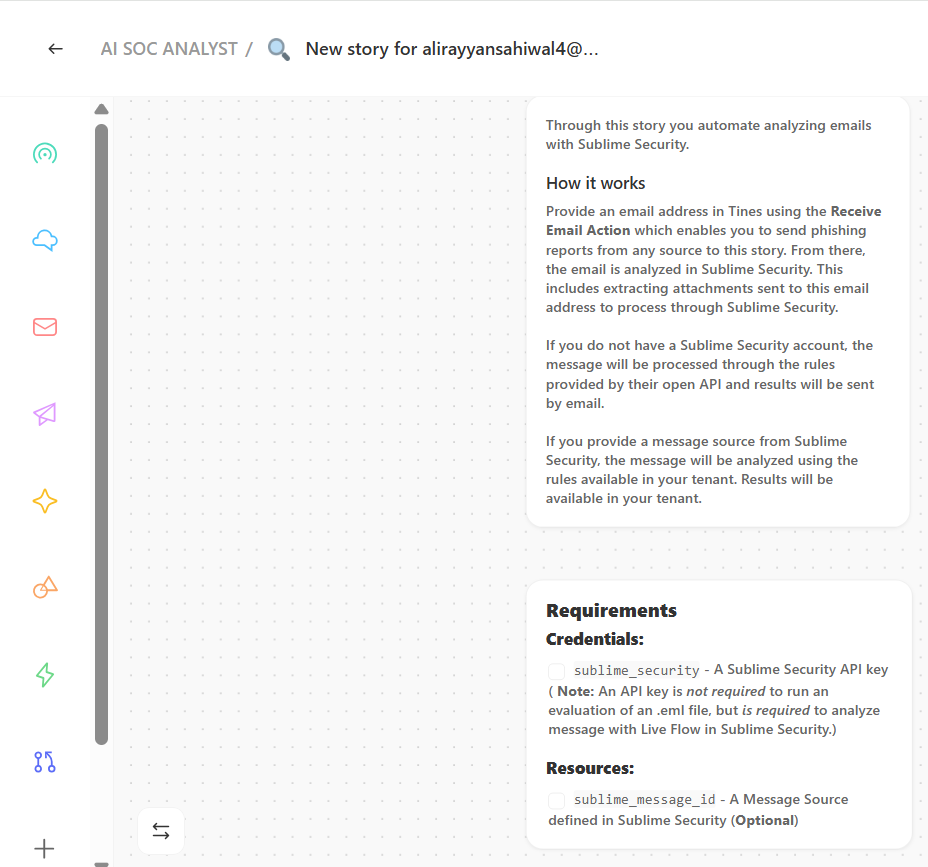 AI SOC ANALYST / New story for alirayyansahiwal4@...
Through this story you automate analyzing emails
with Sublime Security.
How it works
Provide an email address in Tines using the Receive
Email Action which enables you to send phishing
reports from any source to this story. From there,
the email is analyzed in Sublime Security. This
includes extracting attachments sent to this email
address to process through Sublime Security.
If you do not have a Sublime Security account, the
message will be processed through the rules
provided by their open API and results will be sent
by email.
If you provide a message source from Sublime
Security, the message will be analyzed using the
rules available in your tenant. Results will be
available in your tenant.
Requirements
Credentials:
sublime_security - A Sublime Security API key
( Note: An API key is not required to run an
evaluation of an .eml file, but is required to analyze
message with Live Flow in Sublime Security.)
Resources:
sublime_message_id - A Message Source
defined in Sublime Security (Optional)